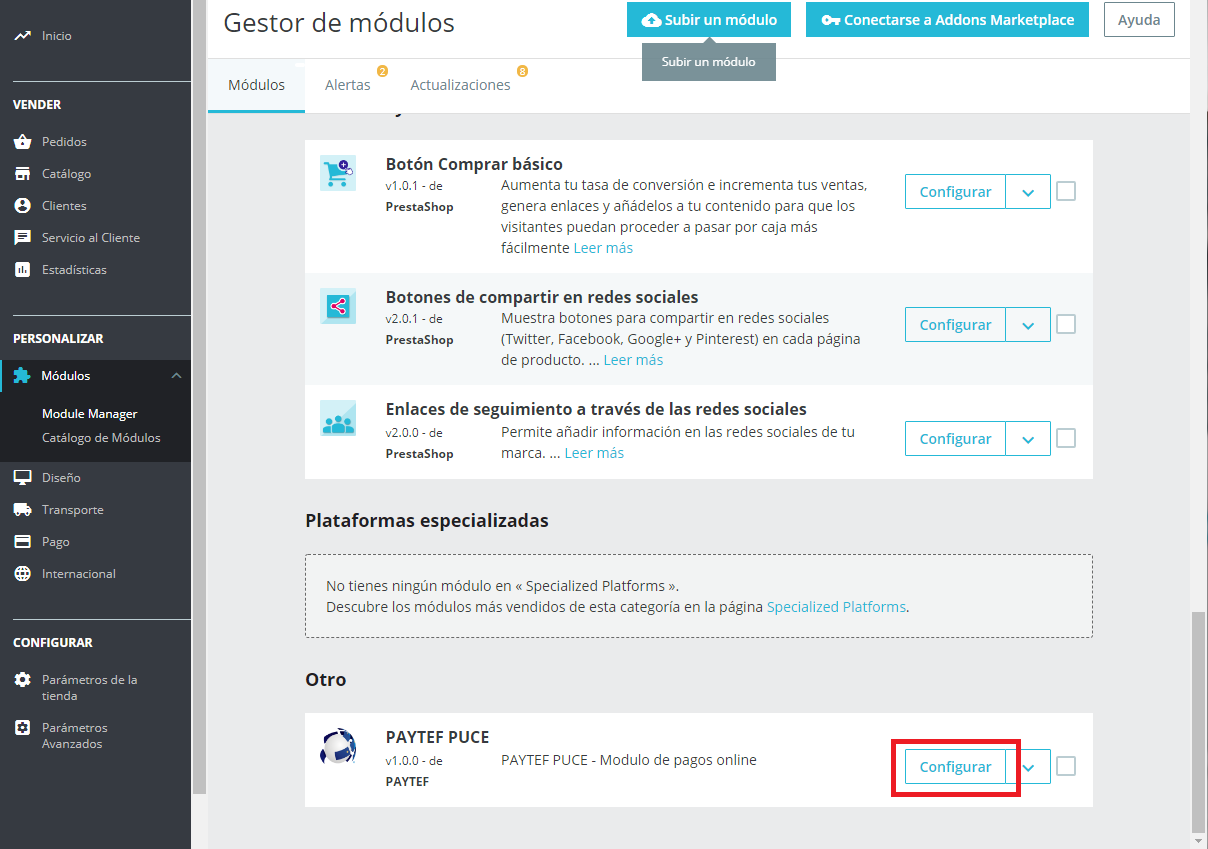 Inicio
VENDER
Pedidos
Catálogo
Clientes
Servicio al Cliente
Estadísticas
PERSONALIZAR
Módulos
Module Manager
Catálogo de Módulos
Diseño
Transporte
Pago
Internacional
CONFIGURAR
Parámetros de la
tienda
Parámetros
Avanzados
Gestor de módulos
Subir un módulo
Conectarse a Addons Marketplace
Ayuda
Subir un módulo
Módulos
Alertas 2
Actualizaciones 8
Botón Comprar básico
v1.0.1 - de
PrestaShop
Aumenta tu tasa de conversión e incrementa tus ventas,
genera enlaces y añádelos a tu contenido para que los
visitantes puedan proceder a pasar por caja más
fácilmente Leer más
Configurar
Botones de compartir en redes sociales
v2.0.1 - de
PrestaShop
Muestra botones para compartir en redes sociales
(Twitter, Facebook, Google+ y Pinterest) en cada página
de producto. ... Leer más
Configurar
Enlaces de seguimiento a través de las redes sociales
v2.0.0 - de
PrestaShop
Permite añadir información en las redes sociales de tu
marca. ... Leer más
Configurar
Plataformas especializadas
No tienes ningún módulo en « Specialized Platforms ».
Descubre los módulos más vendidos de esta categoría en la página Specialized Platforms.
Otro
PAYTEF PUCE
v1.0.0 - de
PAYTEF
PAYTEF PUCE - Modulo de pagos online
Configurar